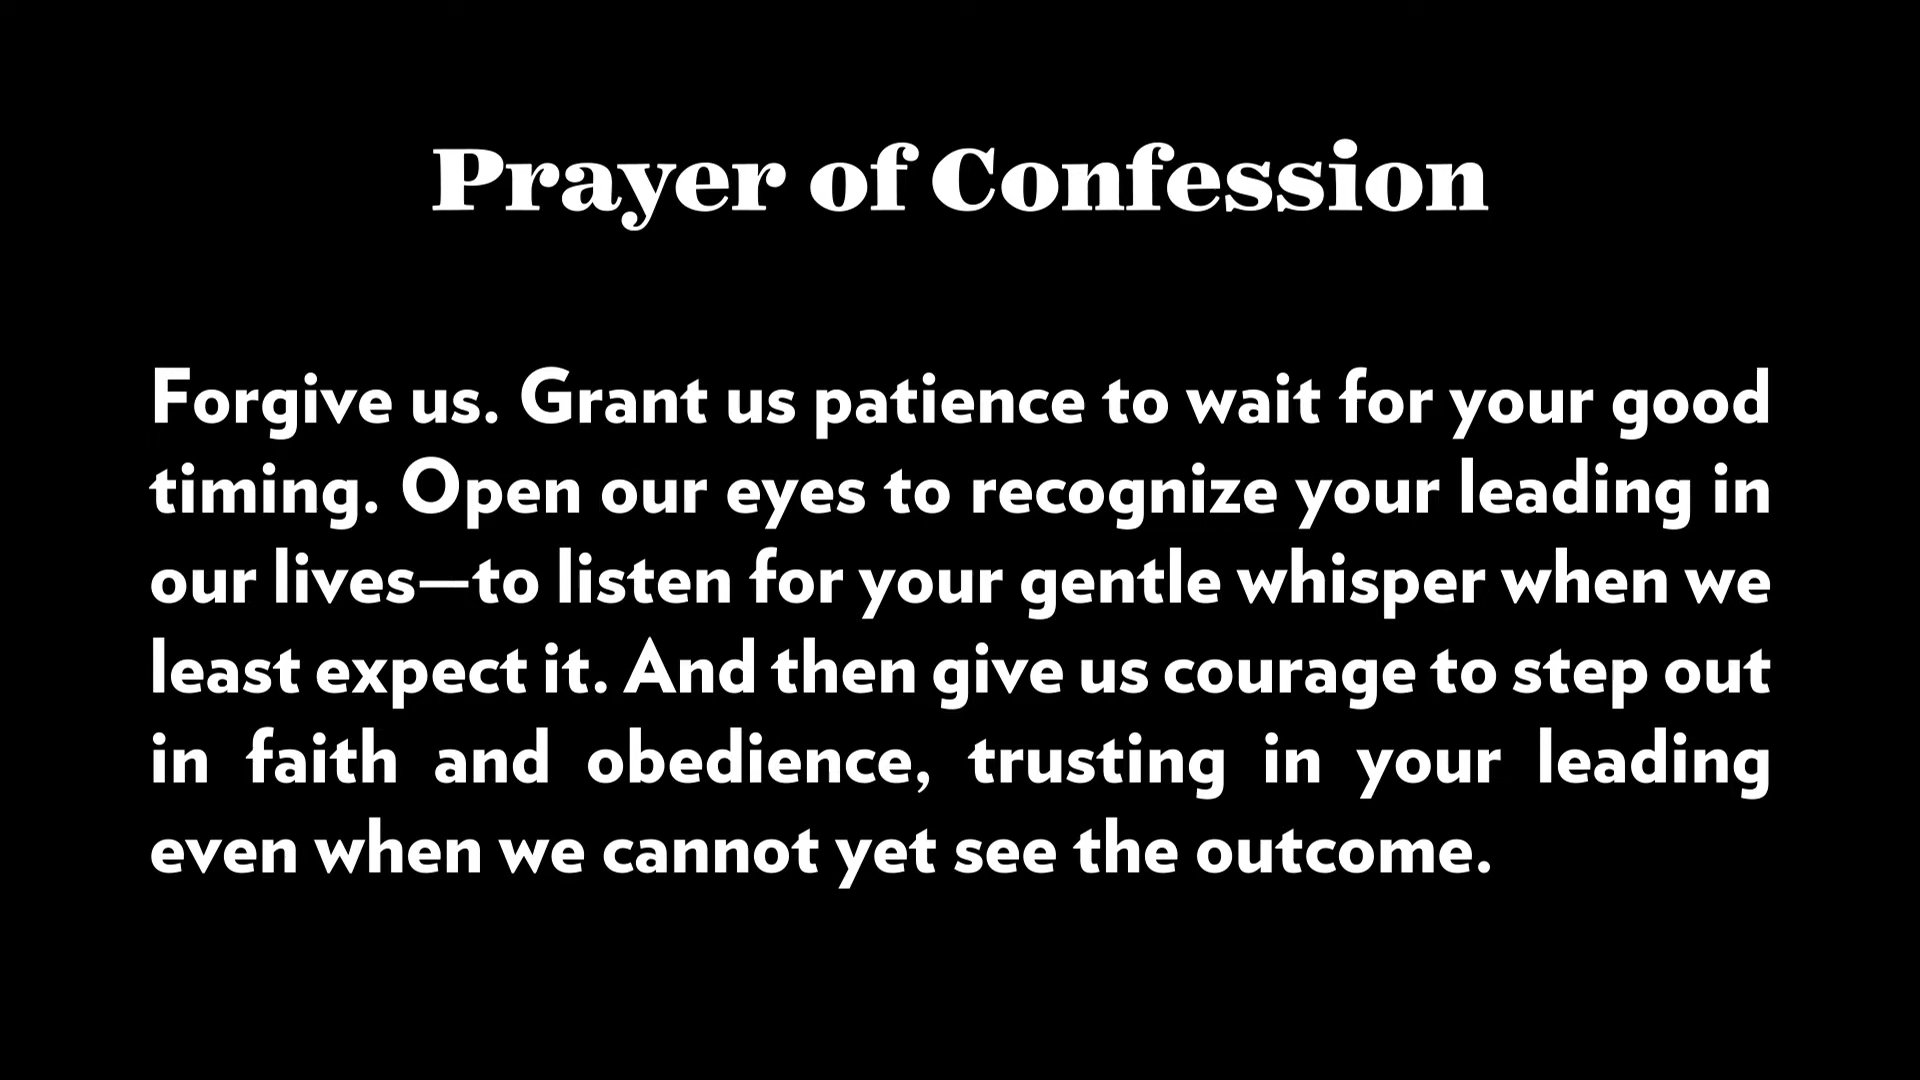 Prayer of Confession
Forgive us. Grant us patience to wait for your good
timing. Open our eyes to recognize your leading in
our lives—to listen for your gentle whisper when we
least expect it. And then give us courage to step out
in faith and obedience, trusting in your leading
even when we cannot yet see the outcome.